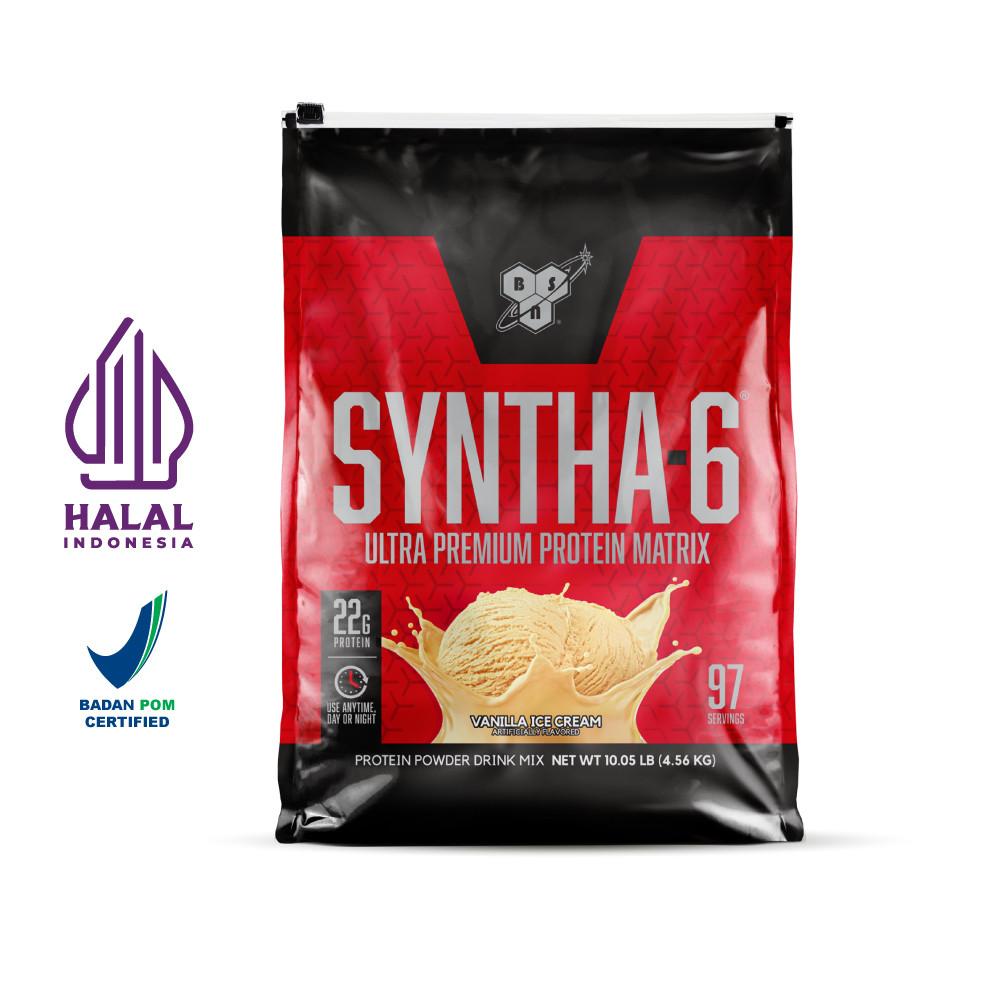 BSN
SYNTHA-6®
ULTRA PREMIUM PROTEIN MATRIX
22G
PROTEIN
USE ANYTIME,
DAY OR NIGHT
97
SERVINGS
VANILLA ICE CREAM
ARTIFICIALLY FLAVORED
PROTEIN POWDER DRINK MIX NET WT 10.05 LB (4.56 KG)
HALAL
INDONESIA
BADAN POM
CERTIFIED